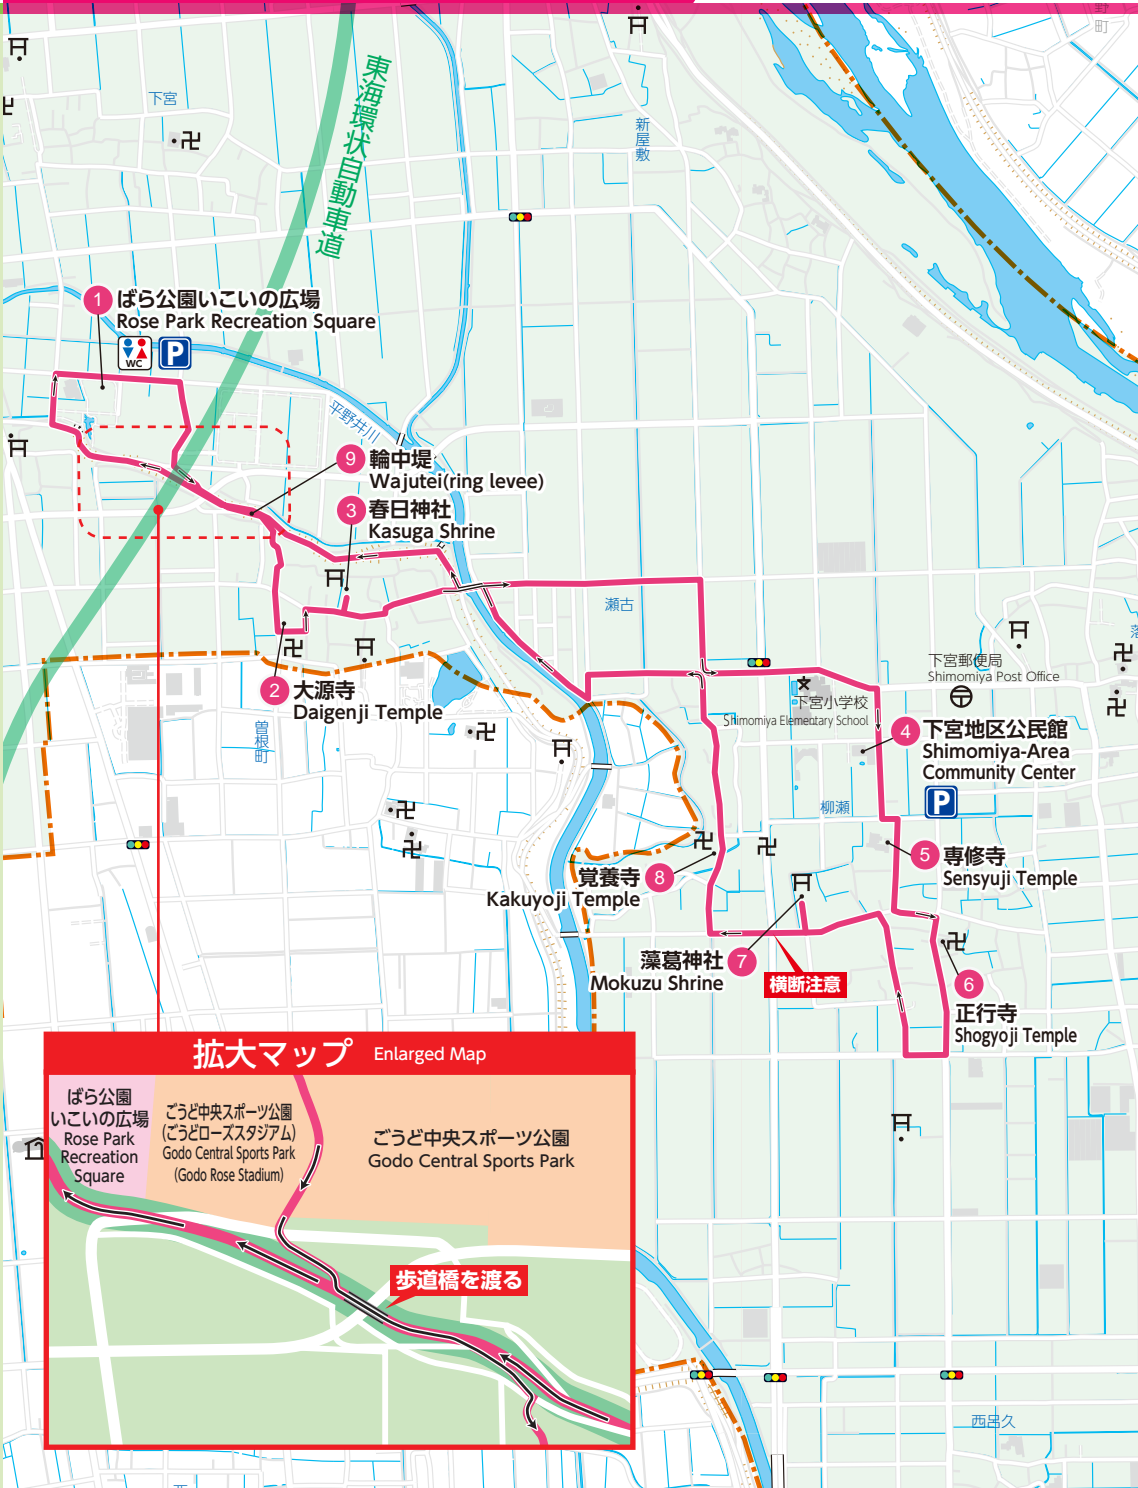 下宮
東海環状自動車道
新屋敷
1 ばら公園いこいの広場
Rose Park Recreation Square
WC
P
平野井川
9 輪中堤
Wajutei(ring levee)
3 春日神社
Kasuga Shrine
瀬古
2 大源寺
Daigenji Temple
曽根町
下宮郵便局
Shimomiya Post Office
文
下宮小学校
Shimomiya Elementary School
4 下宮地区公民館
Shimomiya-Area
Community Center
P
柳瀬
5 専修寺
Sensyuji Temple
覚養寺 8
Kakuyoji Temple
藻葛神社 7
Mokuzu Shrine
横断注意
6
正行寺
Shogyoji Temple
拡大マップ Enlarged Map
ばら公園
いこいの広場
Rose Park
Recreation
Square
ごうど中央スポーツ公園
(ごうどローズスタジアム)
Godo Central Sports Park
(Godo Rose Stadium)
ごうど中央スポーツ公園
Godo Central Sports Park
歩道橋を渡る
西呂久